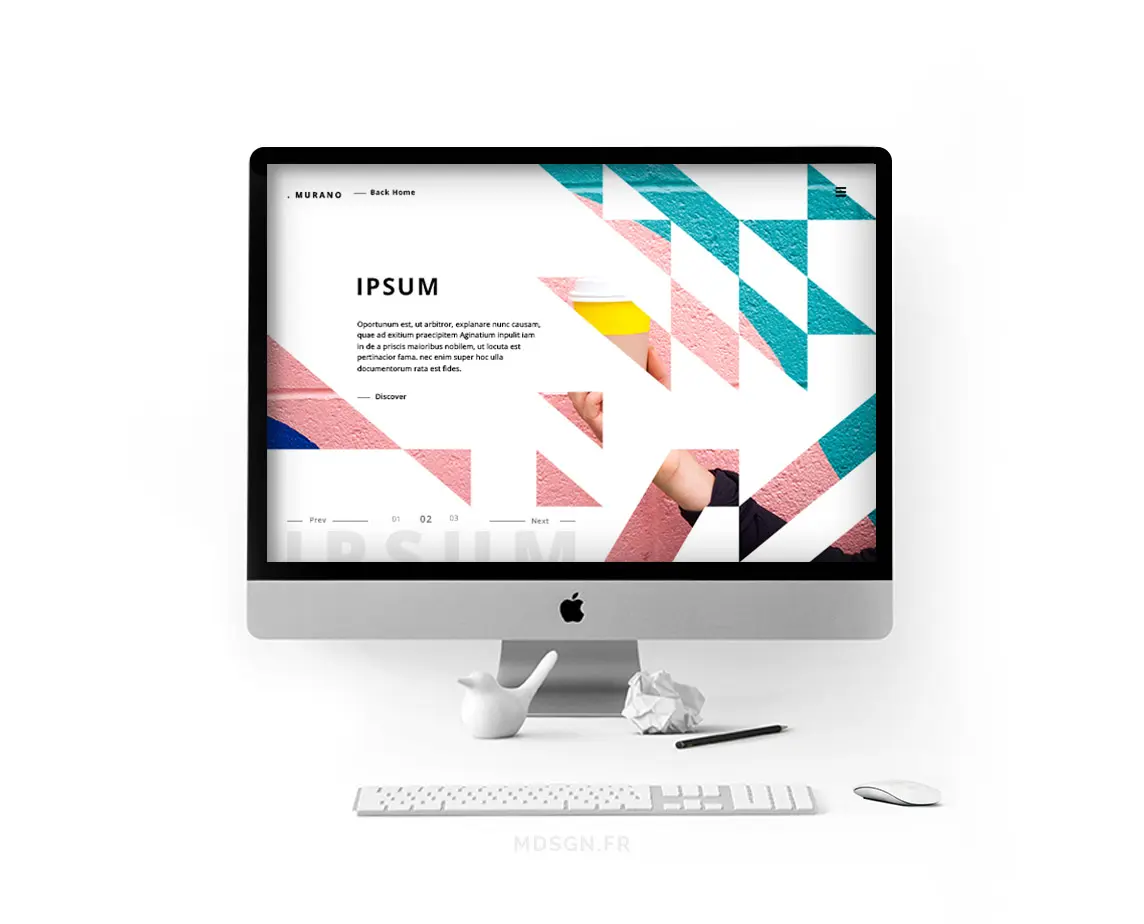 . MURANO
Back Home
IPSUM
Oportunum est, ut arbitror, explanare nunc causam,
quae ad exitium praecipitem Aginatium inpulit iam
in de a priscis maioribus nobilem, ut locuta est
pertinacior fama. nec enim super hoc ulla
documentorum rata est fides.
Discover
Prev
01
02
03
Next
IPSUM
MDSGN.FR